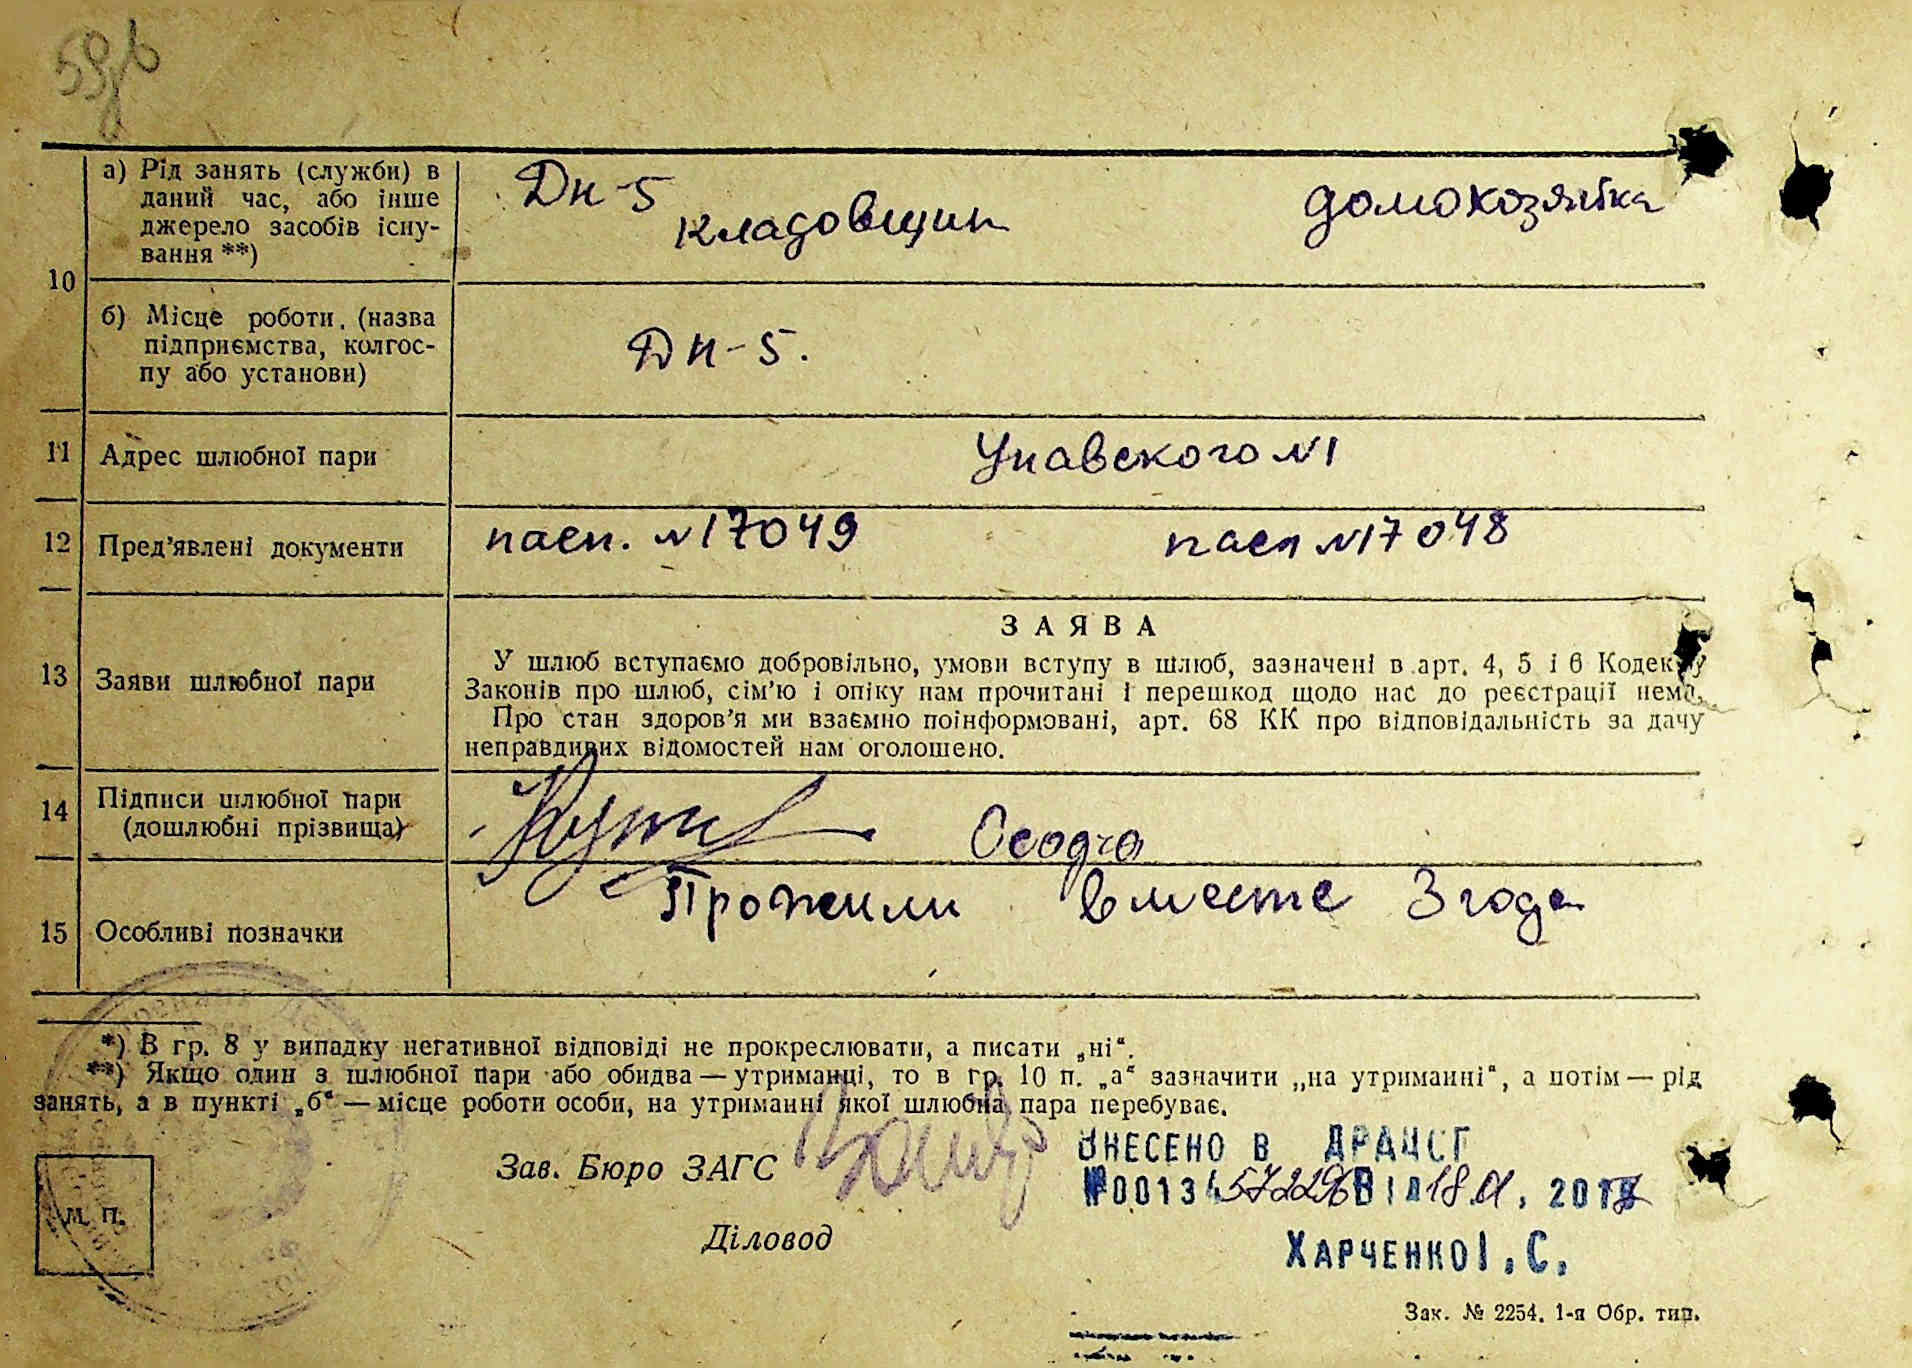 59
а) Рід занять (служби) в
даний час, або інше
джерело засобів існу-
вання **)
Дн-5
кладовщик
домохозяйка
10
б) Місце роботи. (назва
підприємства, колгос-
пу або установи)
Дн-5.
11 Адрес шлюбної пари
№1
12 Пред'явлені документи
пасп. №17049 пасп №17048
13 Заяви шлюбної пари
ЗАЯВА
У шлюб вступаємо добровільно, умови вступу в шлюб, зазначені в арт. 4, 5 і 6 Кодексу
Законів про шлюб, сім'ю і опіку нам прочитані і перешкод щодо нас до реєстрації нема.
Про стан здоров'я ми взаємно поінформовані, арт. 68 КК про відповідальність за дачу
неправдивих відомостей нам оголошено.
14 Підписи шлюбної пари
(дошлюбні прізвища)
Осодча
15 Особливі позначки
Прожили вместе 3 года
*) В гр. 8 у випадку негативної відповіді не прокреслювати, а писати „ні“.
**) Якщо один з шлюбної пари або обидва — утриманці, то в гр. 10 п. „а“ зазначити „на утриманні“, а потім — рід
занять, а в пункті „б“ — місце роботи особи, на утриманні якої шлюбна пара перебуває.
Зав. Бюро ЗАГС
ВНЕСЕНО В ДРАЦСГ
М. П.
Діловод
ХАРЧЕНКО І. С.
Зак. № 2254. 1-я Обр. тип.